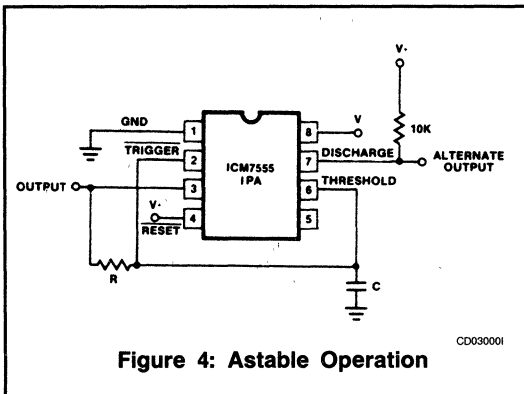 V·
GND
1
8
V
10K
TRIGGER
2
ICM7555
IPA
7
DISCHARGE
ALTERNATE
OUTPUT
OUTPUT
3
6
THRESHOLD
V·
RESET
4
5
R
C
CD03000I
Figure 4: Astable Operation